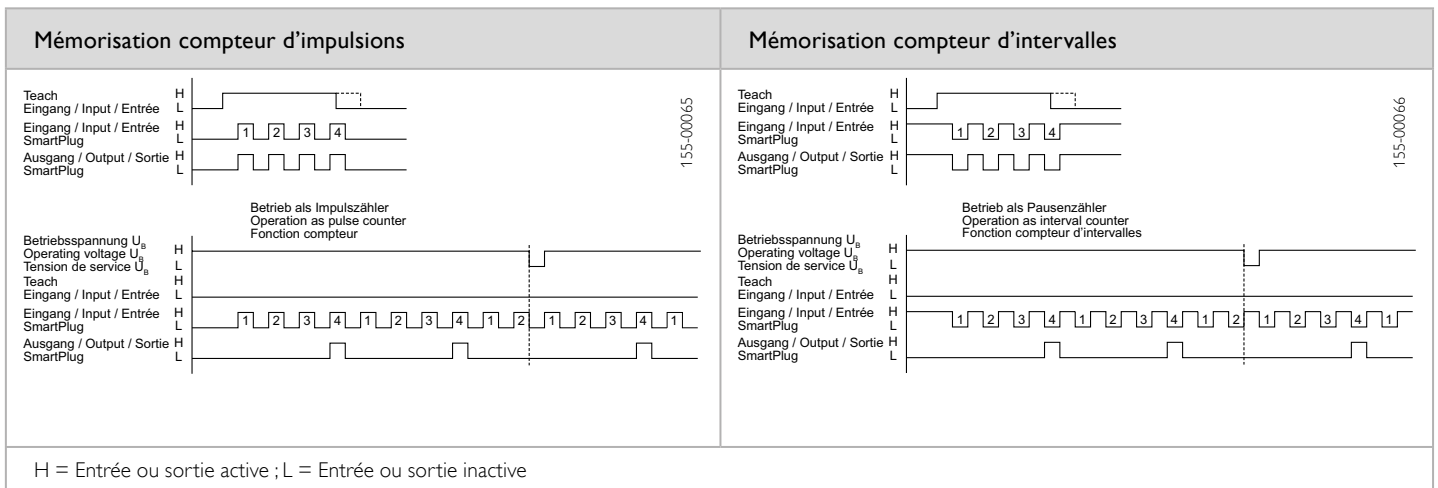 Mémorisation compteur d’impulsions
Teach H
Eingang / Input / Entrée L
Eingang / Input / Entrée H
SmartPlug L
1 2 3 4
Ausgang / Output / Sortie H
SmartPlug L
155-00065
Betrieb als Impulszähler
Operation as pulse counter
Fonction compteur
Betriebsspannung UB
Operating voltage UB H
Tension de service UB L
Teach H
Eingang / Input / Entrée L
Eingang / Input / Entrée H
SmartPlug L
1 2 3 4 1 2 3 4 1 2 1 2 3 4 1
Ausgang / Output / Sortie H
SmartPlug L
Mémorisation compteur d’intervalles
Teach H
Eingang / Input / Entrée L
Eingang / Input / Entrée H
SmartPlug L
1 2 3 4
Ausgang / Output / Sortie H
SmartPlug L
155-00066
Betrieb als Pausenzähler
Operation as interval counter
Fonction compteur d’intervalles
Betriebsspannung UB
Operating voltage UB H
Tension de service UB L
Teach H
Eingang / Input / Entrée L
Eingang / Input / Entrée H
SmartPlug L
1 2 3 4 1 2 3 4 1 2 1 2 3 4 1
Ausgang / Output / Sortie H
SmartPlug L
H = Entrée ou sortie active ; L = Entrée ou sortie inactive